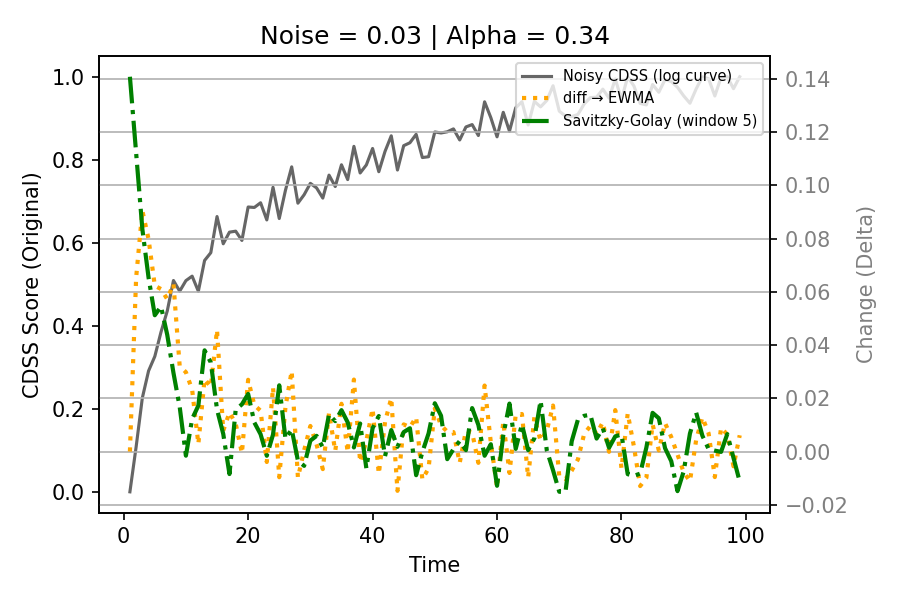 Noise = 0.03 | Alpha = 0.34
Noisy CDSS (log curve)
diff → EWMA
Savitzky-Golay (window 5)
CDSS Score (Original)
1.0
0.8
0.6
0.4
0.2
0.0
0.14
0.12
0.10
0.08
0.06
0.04
0.02
0.00
−0.02
Change (Delta)
0 20 40 60 80 100
Time